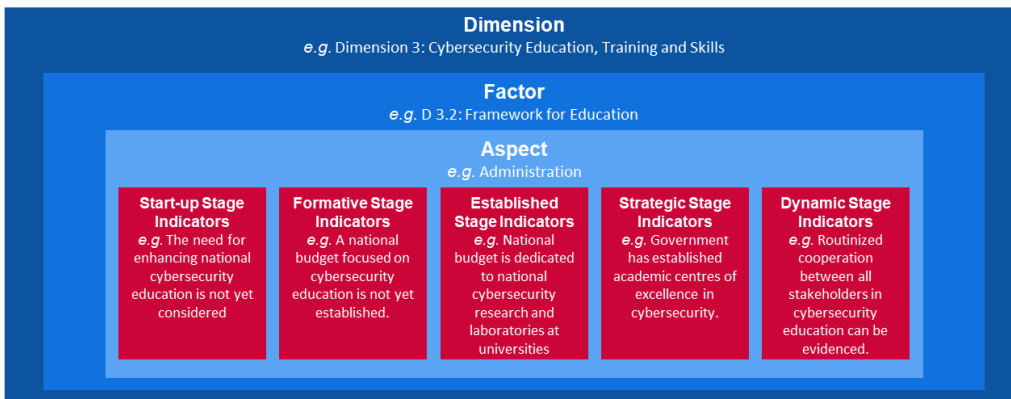 Dimension
e.g. Dimension 3: Cybersecurity Education, Training and Skills
Factor
e.g. D 3.2: Framework for Education
Aspect
e.g. Administration
Start-up Stage
Indicators
e.g. The need for
enhancing national
cybersecurity
education is not yet
considered
Formative Stage
Indicators
e.g. A national
budget focused on
cybersecurity
education is not yet
established.
Established
Stage Indicators
e.g. National
budget is dedicated
to national
cybersecurity
research and
laboratories at
universities
Strategic Stage
Indicators
e.g. Government
has established
academic centres of
excellence in
cybersecurity.
Dynamic Stage
Indicators
e.g. Routinized
cooperation
between all
stakeholders in
cybersecurity
education can be
evidenced.